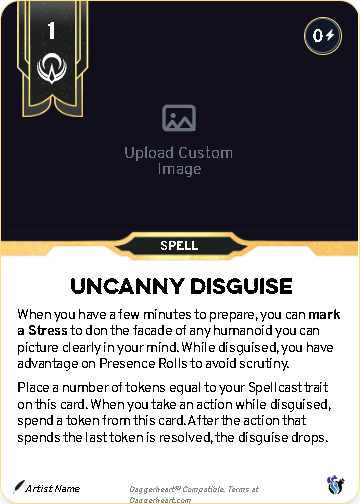 1
0
Upload Custom
Image
SPELL
UNCANNY DISGUISE
When you have a few minutes to prepare, you can mark
a Stress to don the facade of any humanoid you can
picture clearly in your mind. While disguised, you have
advantage on Presence Rolls to avoid scrutiny.
Place a number of tokens equal to your Spellcast trait
on this card. When you take an action while disguised,
spend a token from this card. After the action that
spends the last token is resolved, the disguise drops.
Artist Name
Daggerheart℠ Compatible. Terms at
Daggerheart.com